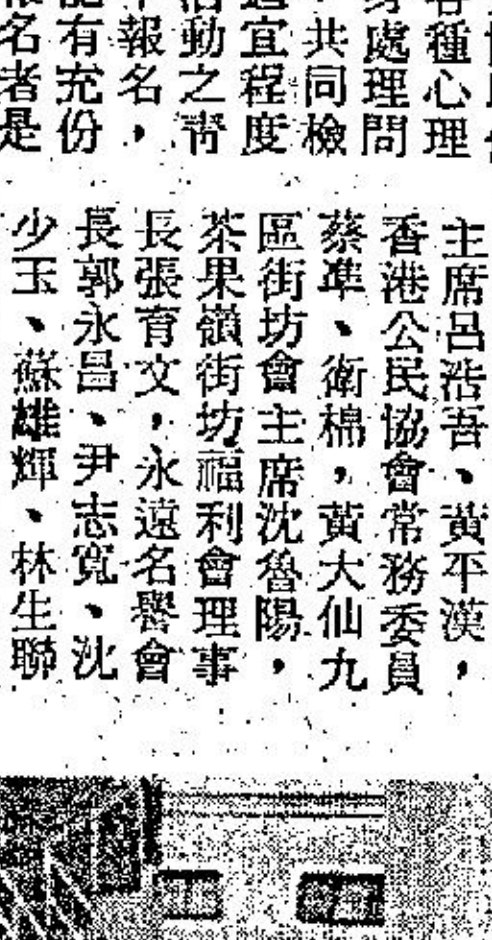 種心理
處理問
共同檢
宜程度
動之靑
報名，
有充份
名者是
主席呂浩吾、黃平漢，
香港公民協會常務委員
蔡準、衛棉，黃大仙九
區街坊會主席沈魯陽，
茶果嶺街坊福利會理事
長張育文，永遠名譽會
長郭永昌、尹志寬、沈
少玉、蘇雄輝、林生聯